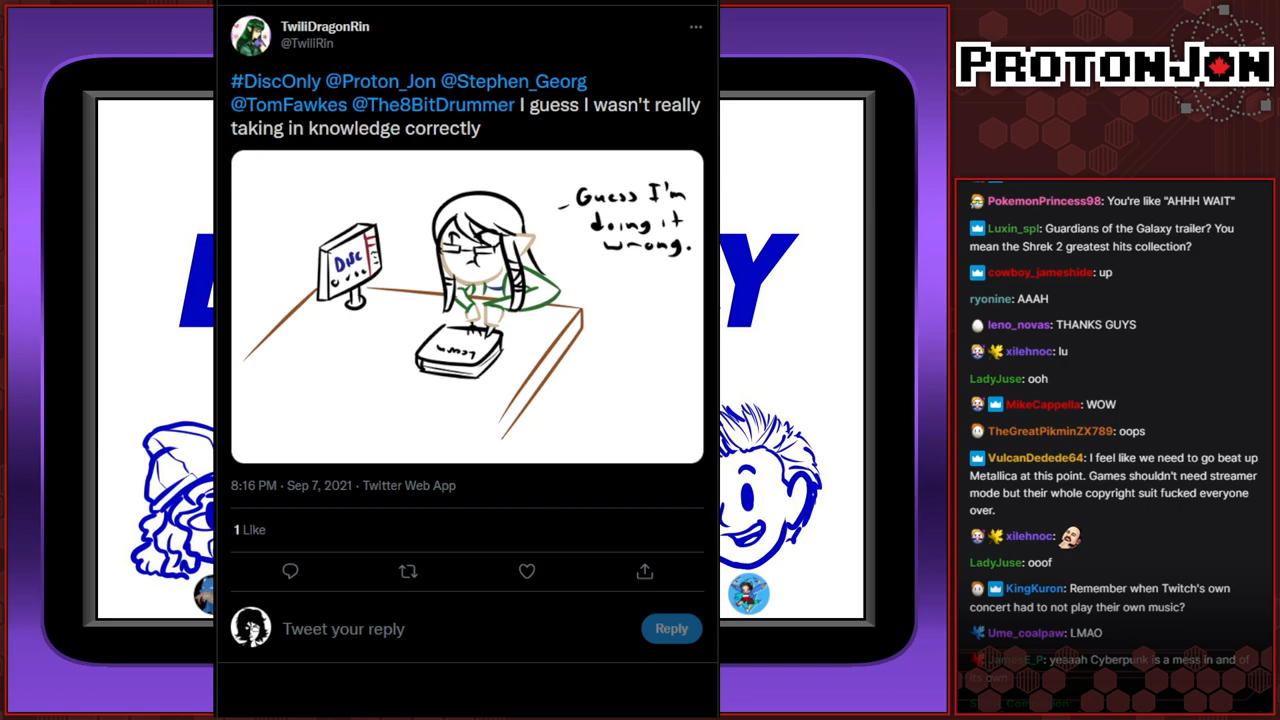 TwiliDragonRin
@TwiliRin
#DiscOnly @Proton_Jon @Stephen_Georg
@TomFawkes @The8BitDrummer I guess I wasn't really
taking in knowledge correctly
Guess I'm
doing it
wrong.
Disc
Learn
8:16 PM · Sep 7, 2021 · Twitter Web App
1 Like
Tweet your reply
Reply
PROTONJON
PokemonPrincess98: You're like "AHHH WAIT"
Luxin_spl: Guardians of the Galaxy trailer? You
mean the Shrek 2 greatest hits collection?
cowboy_jameshide: up
ryonine: AAAH
leno_novas: THANKS GUYS
xilehnoc: lu
LadyJuse: ooh
MikeCappella: WOW
TheGreatPikminZX789: oops
VulcanDedede64: I feel like we need to go beat up
Metallica at this point. Games shouldn't need streamer
mode but their whole copyright suit fucked everyone
over.
xilehnoc:
LadyJuse: ooof
KingKuron: Remember when Twitch's own
concert had to not play their own music?
Ume_coalpaw: LMAO
JamesE_P: yeaaah Cyberpunk is a mess in and of
its own